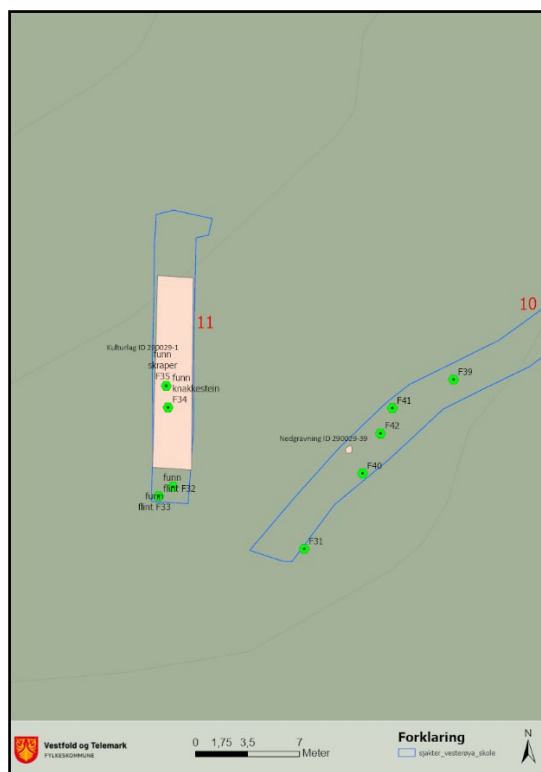 10
11
Kulturlag ID 290029-1
funn
skraper
F35
funn
knakkestein
F34
F39
F41
F42
Nedgravning ID 290029-39
F40
funn
flint F32
funn
flint F33
F31
Vestfold og Telemark
FYLKESKOMMUNE
0 1,75 3,5 7
Meter
Forklaring
sjakter_vesterøya_skole
N